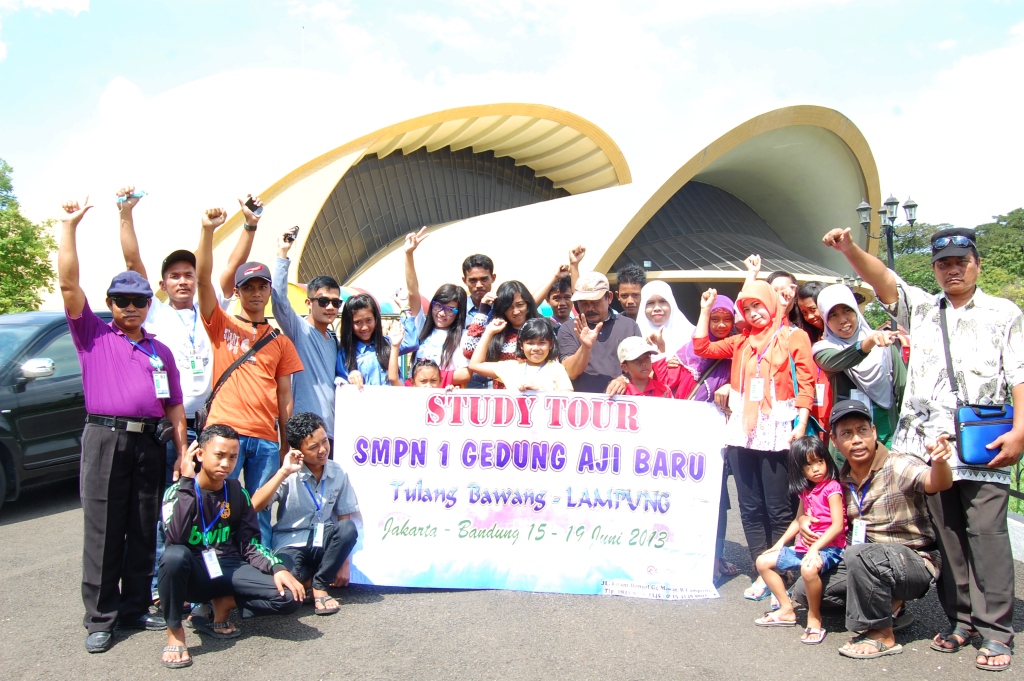 STUDY TOUR
SMPN 1 GEDUNG AJI BARU
Tulang Bawang - LAMPUNG
Jakarta - Bandung 15 - 19 Juni 2013